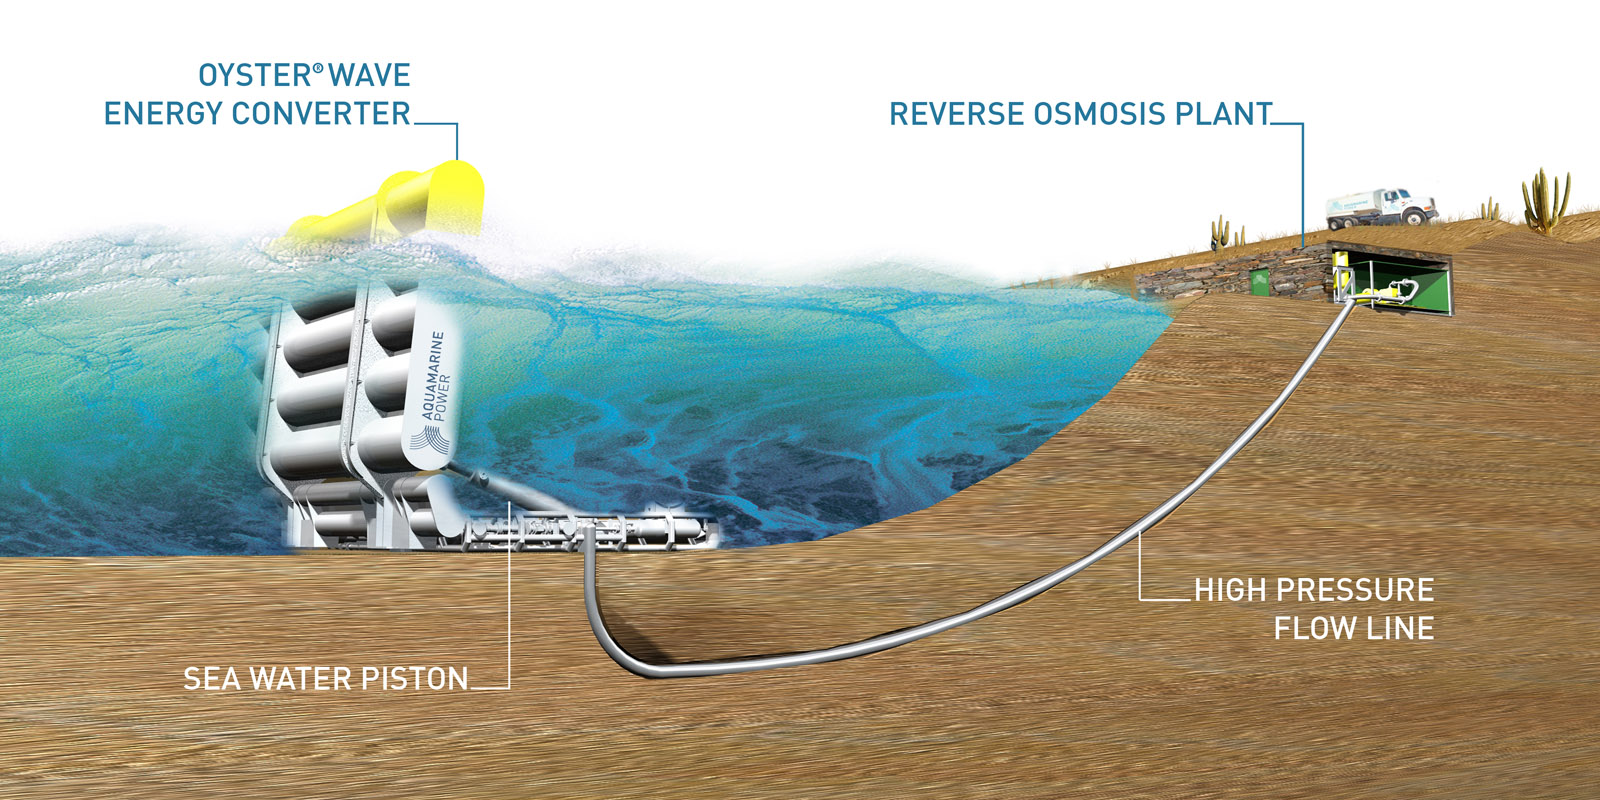 OYSTER® WAVE
ENERGY CONVERTER
REVERSE OSMOSIS PLANT
AQUAMARINE
POWER
HIGH PRESSURE
FLOW LINE
SEA WATER PISTON